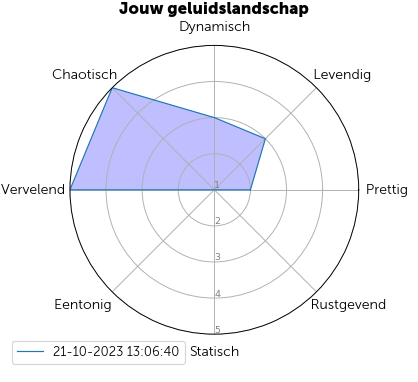 Jouw geluidslandschap
Dynamisch
Chaotisch
Levendig
Vervelend
1
Prettig
2
3
4
Eentonig
Rustgevend
5
21-10-2023 13:06:40
Statisch